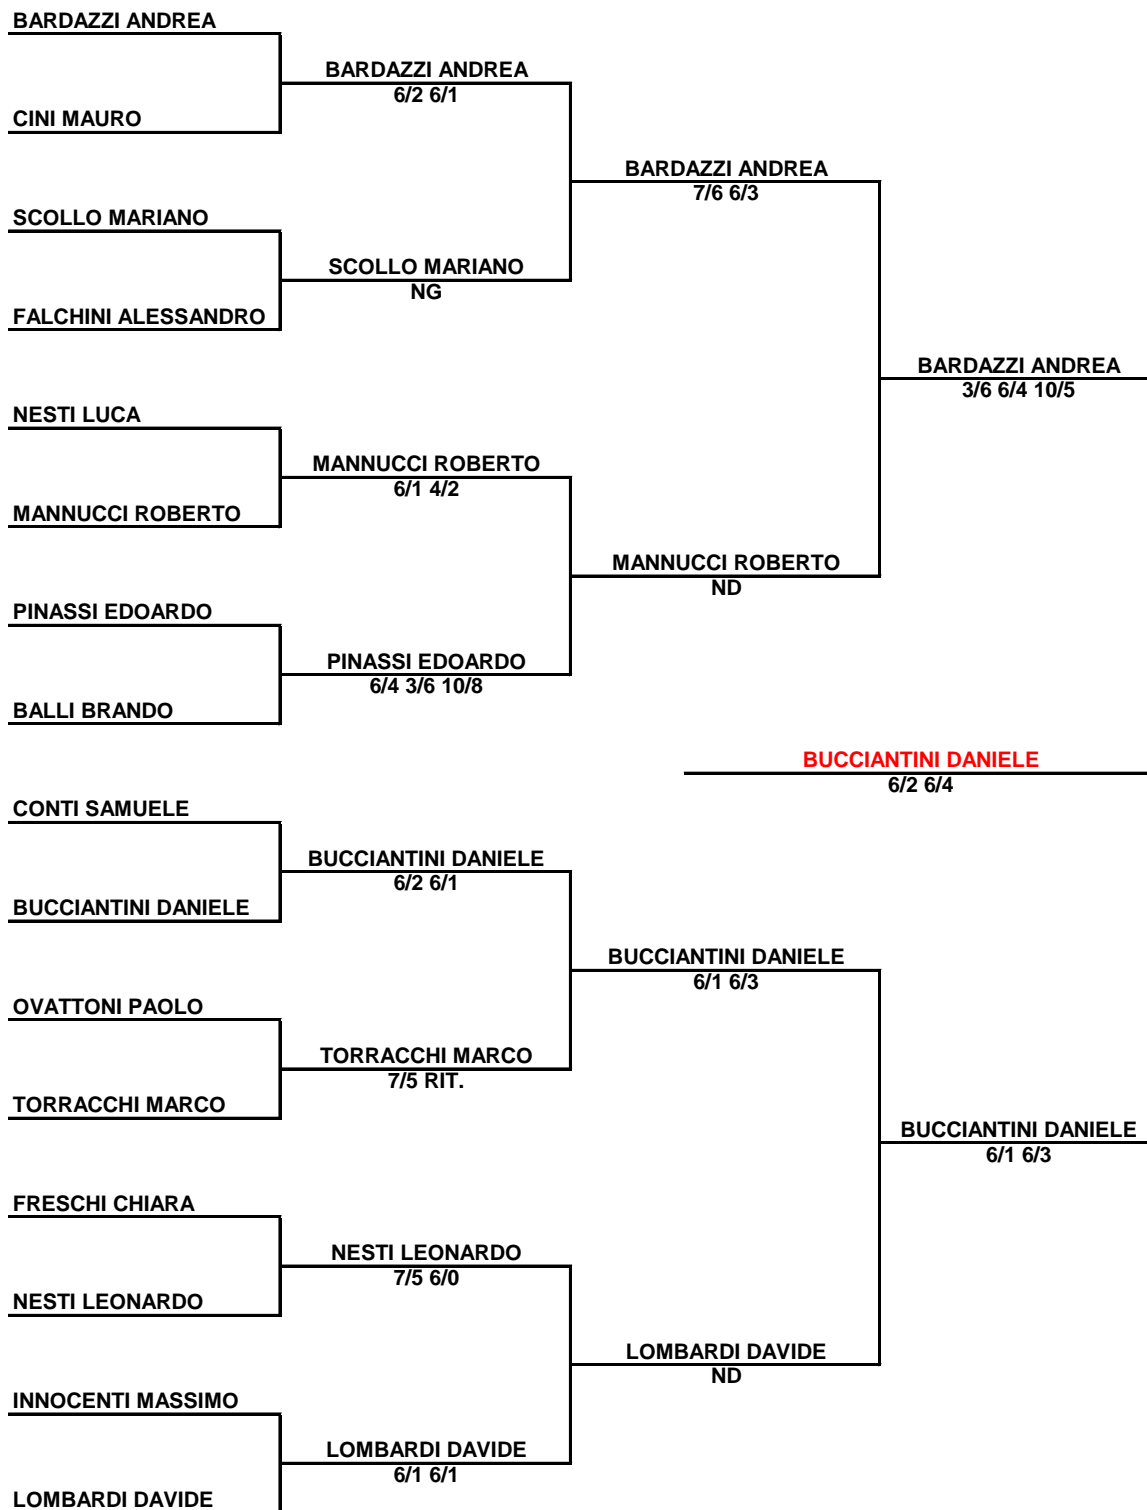 BARDAZZI ANDREA
BARDAZZI ANDREA
6/2 6/1
CINI MAURO
BARDAZZI ANDREA
7/6 6/3
SCOLLO MARIANO
SCOLLO MARIANO
NG
FALCHINI ALESSANDRO
BARDAZZI ANDREA
3/6 6/4 10/5
NESTI LUCA
MANNUCCI ROBERTO
6/1 4/2
MANNUCCI ROBERTO
MANNUCCI ROBERTO
ND
PINASSI EDOARDO
PINASSI EDOARDO
6/4 3/6 10/8
BALLI BRANDO
BUCCIANTINI DANIELE
6/2 6/4
CONTI SAMUELE
BUCCIANTINI DANIELE
6/2 6/1
BUCCIANTINI DANIELE
BUCCIANTINI DANIELE
6/1 6/3
OVATTONI PAOLO
TORRACCHI MARCO
7/5 RIT.
TORRACCHI MARCO
BUCCIANTINI DANIELE
6/1 6/3
FRESCHI CHIARA
NESTI LEONARDO
7/5 6/0
NESTI LEONARDO
LOMBARDI DAVIDE
ND
INNOCENTI MASSIMO
LOMBARDI DAVIDE
6/1 6/1
LOMBARDI DAVIDE